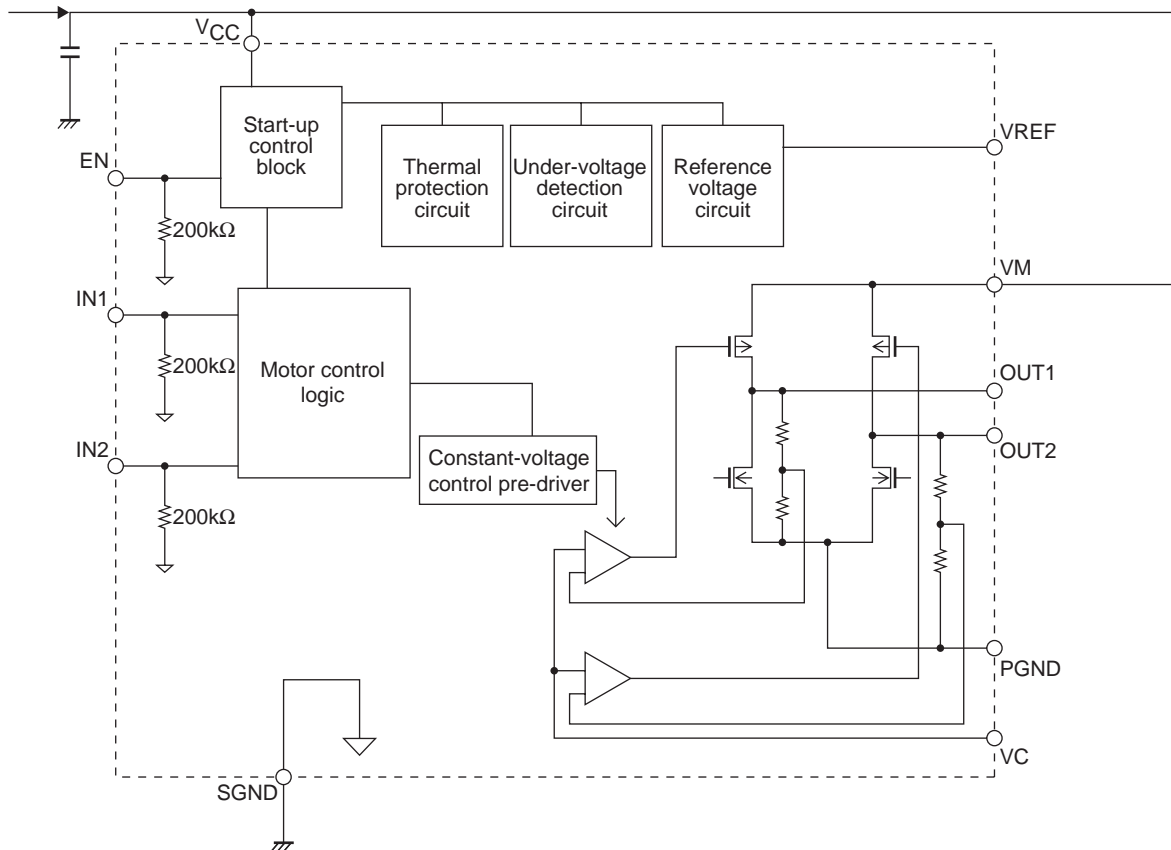 VCC
Start-up
control
block
Thermal
protection
circuit
Under-voltage
detection
circuit
Reference
voltage
circuit
VREF
EN
200kΩ
VM
IN1
200kΩ
Motor control
logic
OUT1
OUT2
IN2
200kΩ
Constant-voltage
control pre-driver
PGND
VC
SGND